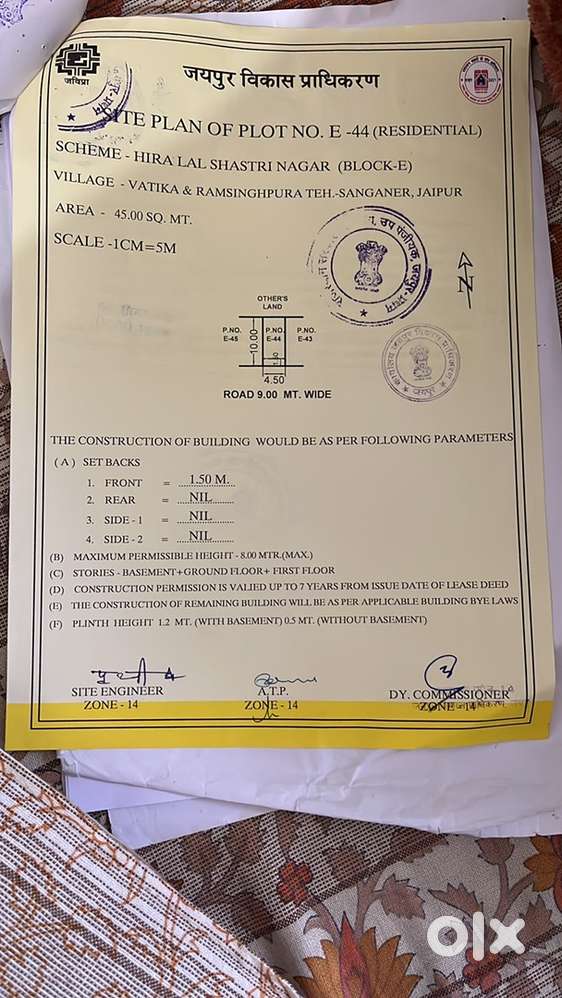 जविप्रा
जयपुर विकास प्राधिकरण
SITE PLAN OF PLOT NO. E -44 (RESIDENTIAL)
SCHEME - HIRA LAL SHASTRI NAGAR (BLOCK-E)
VILLAGE - VATIKA & RAMSINGHPURA TEH.-SANGANER, JAIPUR
AREA - 45.00 SQ. MT.
SCALE -1CM=5M
N
OTHER'S
LAND
P.NO.
E-45
10.00
P.NO.
E-44
P.NO.
E-43
4.50
ROAD 9.00 MT. WIDE
THE CONSTRUCTION OF BUILDING WOULD BE AS PER FOLLOWING PARAMETERS
( A ) SET BACKS
1. FRONT = 1.50 M.
2. REAR = NIL
3. SIDE - 1 = NIL
4. SIDE - 2 = NIL
(B) MAXIMUM PERMISSIBLE HEIGHT - 8.00 MTR.(MAX.)
(C) STORIES - BASEMENT+GROUND FLOOR+ FIRST FLOOR
(D) CONSTRUCTION PERMISSION IS VALIED UP TO 7 YEARS FROM ISSUE DATE OF LEASE DEED
(E) THE CONSTRUCTION OF REMAINING BUILDING WILL BE AS PER APPLICABLE BUILDING BYE LAWS
(F) PLINTH HEIGHT 1.2 MT. (WITH BASEMENT) 0.5 MT. (WITHOUT BASEMENT)
SITE ENGINEER
ZONE - 14
A.T.P.
ZONE - 14
DY. COMMISSIONER
ZONE - 14
olx